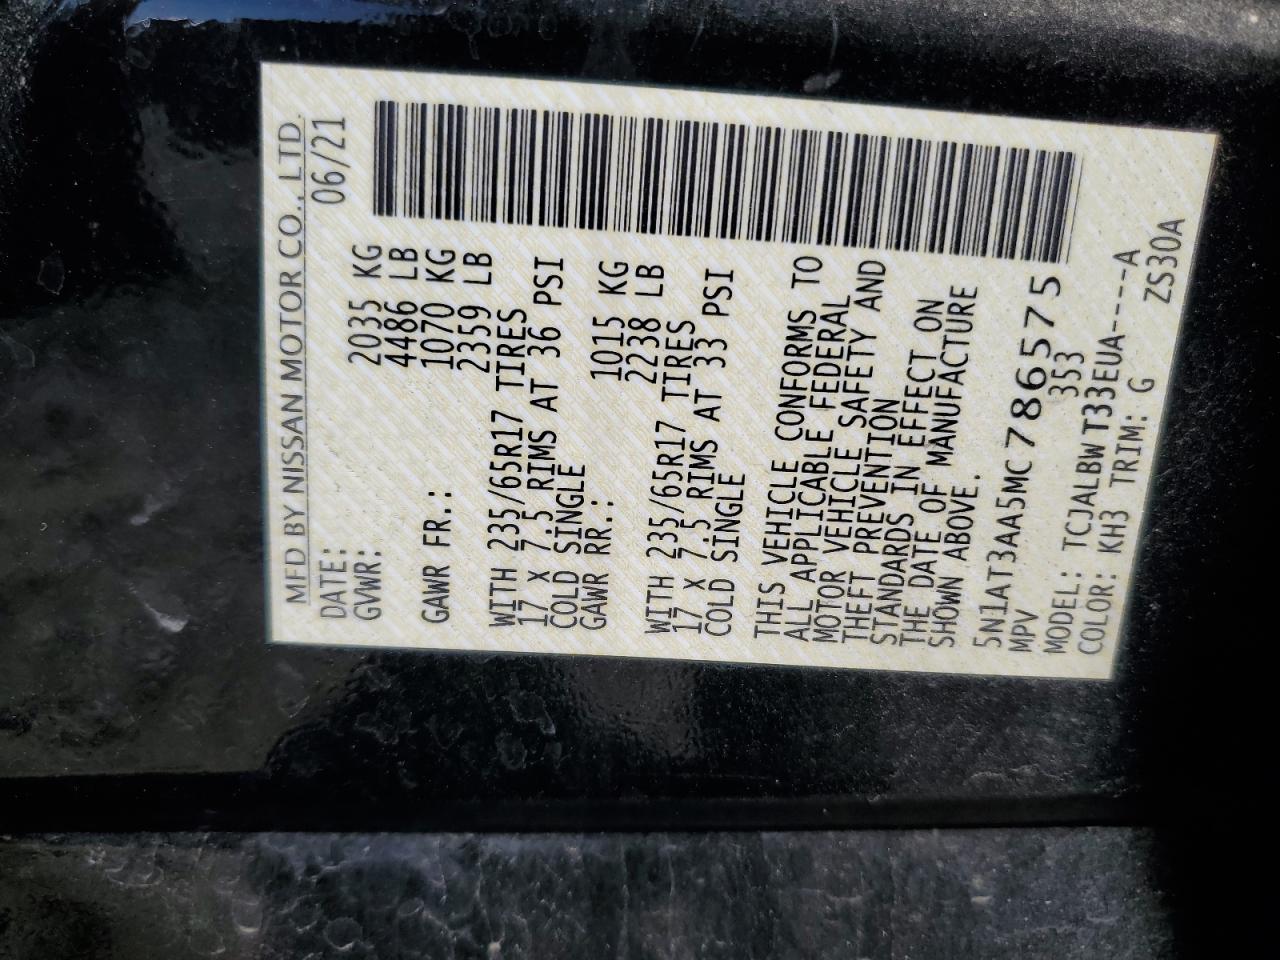 MFD BY NISSAN MOTOR CO., LTD.
DATE: 06/21
GVWR: 2035 KG
4486 LB
GAWR FR.: 1070 KG
2359 LB
WITH 235/65R17 TIRES
17 X 7.5 RIMS AT 36 PSI
COLD SINGLE
GAWR RR.: 1015 KG
2238 LB
WITH 235/65R17 TIRES
17 X 7.5 RIMS AT 33 PSI
COLD SINGLE
THIS VEHICLE CONFORMS TO
ALL APPLICABLE FEDERAL
MOTOR VEHICLE SAFETY AND
THEFT PREVENTION
STANDARDS IN EFFECT ON
THE DATE OF MANUFACTURE
SHOWN ABOVE.
5N1AT3AA5MC786575
MPV 353
MODEL: TCJALBWT33EUA----A
COLOR: KH3 TRIM: G ZS30A